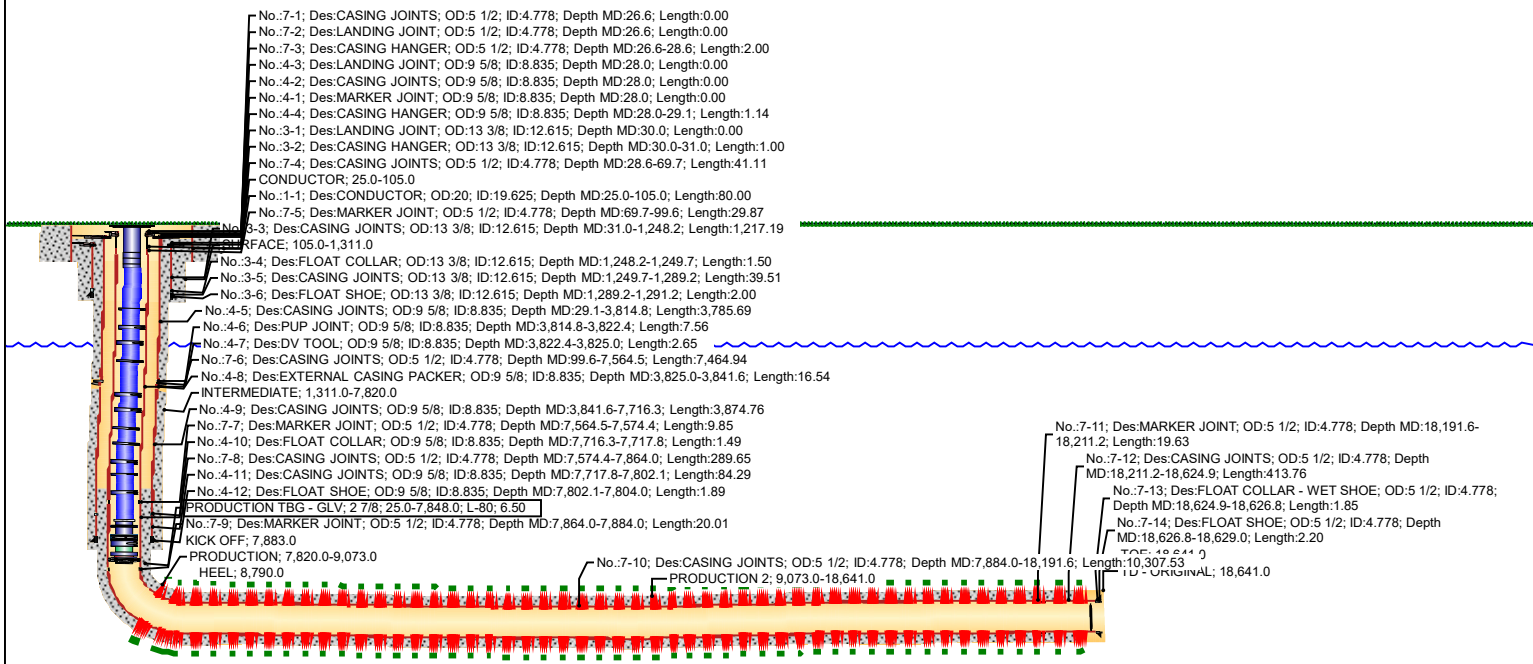 No.:7-1; Des:CASING JOINTS; OD:5 1/2; ID:4.778; Depth MD:26.6; Length:0.00
No.:7-2; Des:LANDING JOINT; OD:5 1/2; ID:4.778; Depth MD:26.6; Length:0.00
No.:7-3; Des:CASING HANGER; OD:5 1/2; ID:4.778; Depth MD:26.6-28.6; Length:2.00
No.:4-3; Des:LANDING JOINT; OD:9 5/8; ID:8.835; Depth MD:28.0; Length:0.00
No.:4-2; Des:CASING JOINTS; OD:9 5/8; ID:8.835; Depth MD:28.0; Length:0.00
No.:4-1; Des:MARKER JOINT; OD:9 5/8; ID:8.835; Depth MD:28.0; Length:0.00
No.:4-4; Des:CASING HANGER; OD:9 5/8; ID:8.835; Depth MD:28.0-29.1; Length:1.14
No.:3-1; Des:LANDING JOINT; OD:13 3/8; ID:12.615; Depth MD:30.0; Length:0.00
No.:3-2; Des:CASING HANGER; OD:13 3/8; ID:12.615; Depth MD:30.0-31.0; Length:1.00
No.:7-4; Des:CASING JOINTS; OD:5 1/2; ID:4.778; Depth MD:28.6-69.7; Length:41.11
CONDUCTOR; 25.0-105.0
No.:1-1; Des:CONDUCTOR; OD:20; ID:19.625; Depth MD:25.0-105.0; Length:80.00
No.:7-5; Des:MARKER JOINT; OD:5 1/2; ID:4.778; Depth MD:69.7-99.6; Length:29.87
No.:3-3; Des:CASING JOINTS; OD:13 3/8; ID:12.615; Depth MD:31.0-1,248.2; Length:1,217.19
SURFACE; 105.0-1,311.0
No.:3-4; Des:FLOAT COLLAR; OD:13 3/8; ID:12.615; Depth MD:1,248.2-1,249.7; Length:1.50
No.:3-5; Des:CASING JOINTS; OD:13 3/8; ID:12.615; Depth MD:1,249.7-1,289.2; Length:39.51
No.:3-6; Des:FLOAT SHOE; OD:13 3/8; ID:12.615; Depth MD:1,289.2-1,291.2; Length:2.00
No.:4-5; Des:CASING JOINTS; OD:9 5/8; ID:8.835; Depth MD:29.1-3,814.8; Length:3,785.69
No.:4-6; Des:PUP JOINT; OD:9 5/8; ID:8.835; Depth MD:3,814.8-3,822.4; Length:7.56
No.:4-7; Des:DV TOOL; OD:9 5/8; ID:8.835; Depth MD:3,822.4-3,825.0; Length:2.65
No.:7-6; Des:CASING JOINTS; OD:5 1/2; ID:4.778; Depth MD:99.6-7,564.5; Length:7,464.94
No.:4-8; Des:EXTERNAL CASING PACKER; OD:9 5/8; ID:8.835; Depth MD:3,825.0-3,841.6; Length:16.54
INTERMEDIATE; 1,311.0-7,820.0
No.:4-9; Des:CASING JOINTS; OD:9 5/8; ID:8.835; Depth MD:3,841.6-7,716.3; Length:3,874.76
No.:7-7; Des:MARKER JOINT; OD:5 1/2; ID:4.778; Depth MD:7,564.5-7,574.4; Length:9.85
No.:4-10; Des:FLOAT COLLAR; OD:9 5/8; ID:8.835; Depth MD:7,716.3-7,717.8; Length:1.49
No.:7-8; Des:CASING JOINTS; OD:5 1/2; ID:4.778; Depth MD:7,574.4-7,864.0; Length:289.65
No.:4-11; Des:CASING JOINTS; OD:9 5/8; ID:8.835; Depth MD:7,717.8-7,802.1; Length:84.29
No.:4-12; Des:FLOAT SHOE; OD:9 5/8; ID:8.835; Depth MD:7,802.1-7,804.0; Length:1.89
PRODUCTION TBG - GLV; 2 7/8; 25.0-7,848.0; L-80; 6.50
No.:7-9; Des:MARKER JOINT; OD:5 1/2; ID:4.778; Depth MD:7,864.0-7,884.0; Length:20.01
KICK OFF; 7,883.0
PRODUCTION; 7,820.0-9,073.0
HEEL; 8,790.0
No.:7-10; Des:CASING JOINTS; OD:5 1/2; ID:4.778; Depth MD:7,884.0-18,191.6; Length:10,307.53
PRODUCTION 2; 9,073.0-18,641.0
No.:7-11; Des:MARKER JOINT; OD:5 1/2; ID:4.778; Depth MD:18,191.6-
18,211.2; Length:19.63
No.:7-12; Des:CASING JOINTS; OD:5 1/2; ID:4.778; Depth
MD:18,211.2-18,624.9; Length:413.76
No.:7-13; Des:FLOAT COLLAR - WET SHOE; OD:5 1/2; ID:4.778;
Depth MD:18,624.9-18,626.8; Length:1.85
No.:7-14; Des:FLOAT SHOE; OD:5 1/2; ID:4.778; Depth
MD:18,626.8-18,629.0; Length:2.20
TOE; 18,641.0
TD - ORIGINAL; 18,641.0